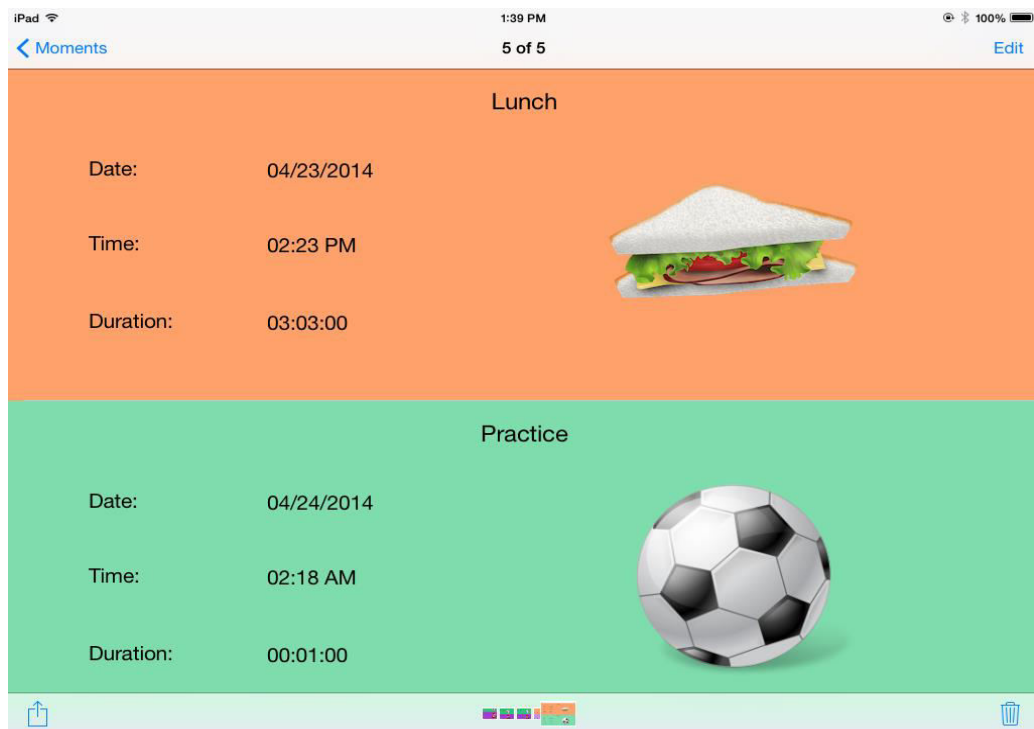 iPad 1:39 PM 100%
Moments 5 of 5 Edit
Lunch
Date: 04/23/2014
Time: 02:23 PM
Duration: 03:03:00
Practice
Date: 04/24/2014
Time: 02:18 AM
Duration: 00:01:00